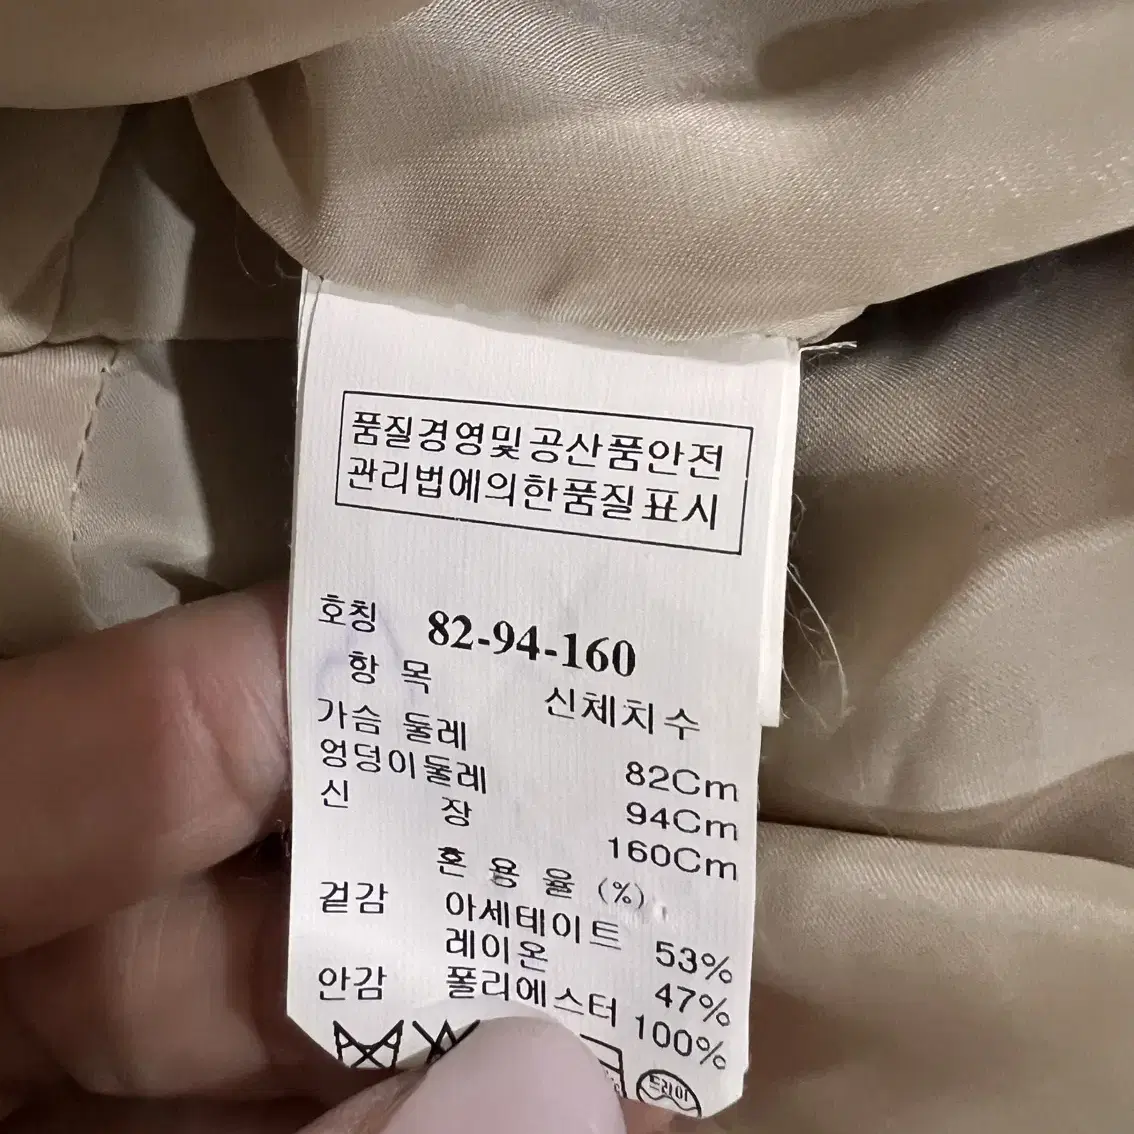 품질경영및공산품안전
관리법에의한품질표시
호칭 82-94-160
항 목 신체치수
가슴 둘레 82Cm
엉덩이둘레 94Cm
신 장 160Cm
혼 용 율 (%)
겉감 아세테이트 53%
레이온 47%
안감 폴리에스터 100%
드라이